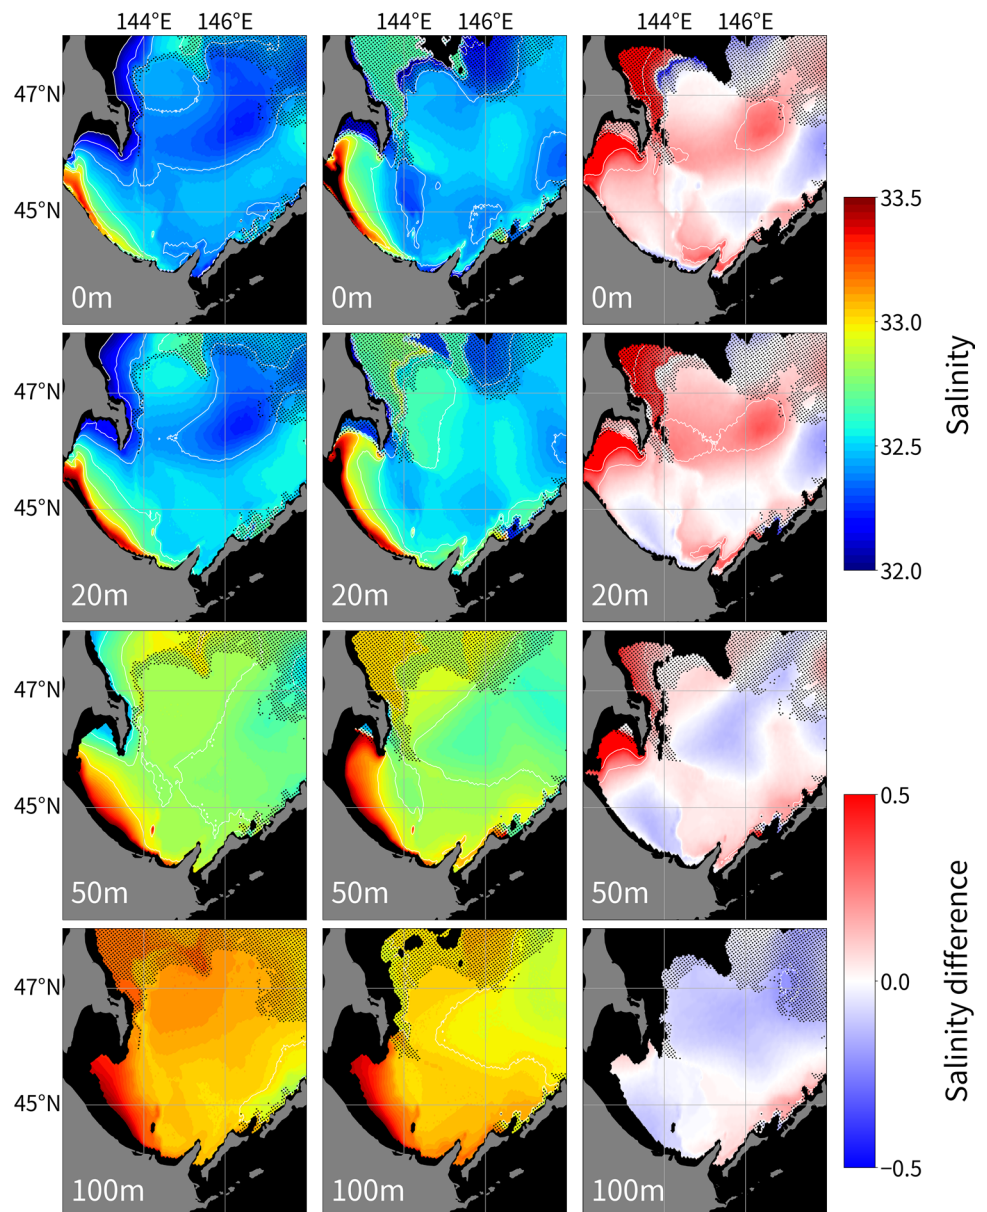 144°E 146°E 144°E 146°E 144°E 146°E
47°N
45°N
0m 0m 0m
33.5
33.0
32.5
32.0
Salinity
47°N
45°N
20m 20m 20m
47°N
45°N
50m 50m 50m
0.5
0.0
−0.5
Salinity difference
47°N
45°N
100m 100m 100m